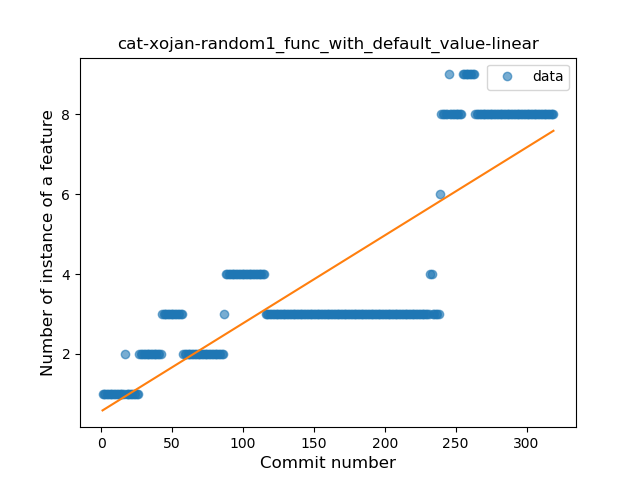 cat-xojan-random1_func_with_default_value-linear
data
Number of instance of a feature
8
6
4
2
0
50
100
150
200
250
300
Commit number